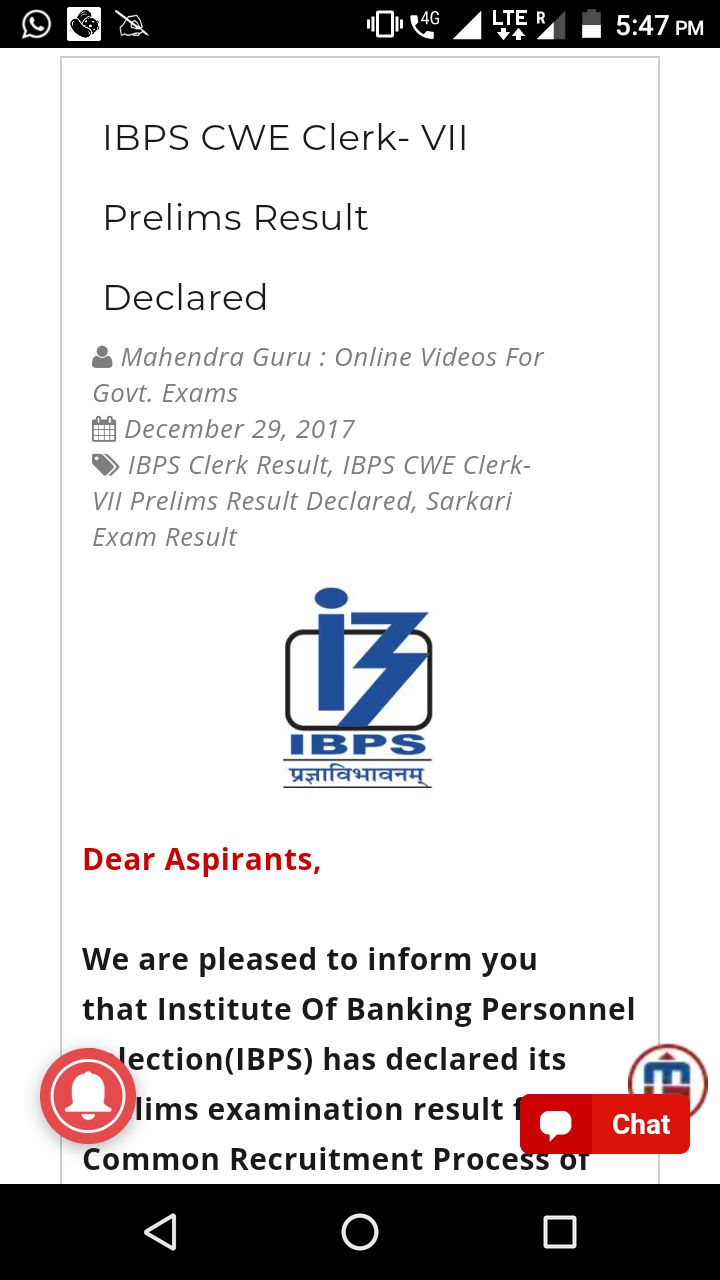 4G LTE R 5:47 PM
IBPS CWE Clerk- VII
Prelims Result
Declared
Mahendra Guru : Online Videos For
Govt. Exams
December 29, 2017
IBPS Clerk Result, IBPS CWE Clerk-
VII Prelims Result Declared, Sarkari
Exam Result
IBPS
प्रज्ञाविभावनम्
Dear Aspirants,
We are pleased to inform you
that Institute Of Banking Personnel
lection(IBPS) has declared its
lims examination result
Chat
Common Recruitment Process of